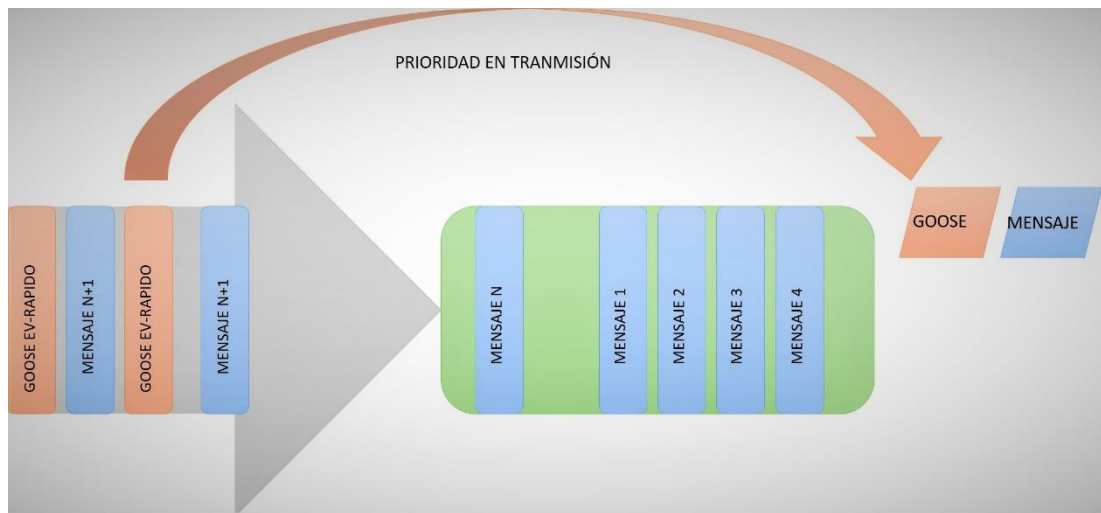 PRIORIDAD EN TRANMISIÓN
GOOSE EV-RAPIDO
MENSAJE N+1
GOOSE EV-RAPIDO
MENSAJE N+1
MENSAJE N
MENSAJE 1
MENSAJE 2
MENSAJE 3
MENSAJE 4
GOOSE
MENSAJE